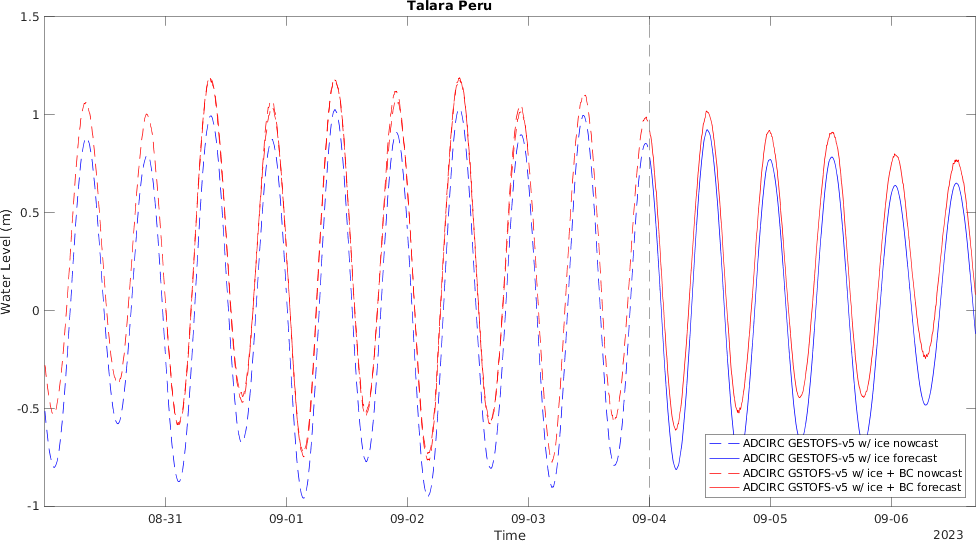 Talara Peru
1.5
1
0.5
0
-0.5
-1
Water Level (m)
08-31 09-01 09-02 09-03 09-04 09-05 09-06
Time
2023
ADCIRC GESTOFS-v5 w/ ice nowcast
ADCIRC GESTOFS-v5 w/ ice forecast
ADCIRC GSTOFS-v5 w/ ice + BC nowcast
ADCIRC GSTOFS-v5 w/ ice + BC forecast